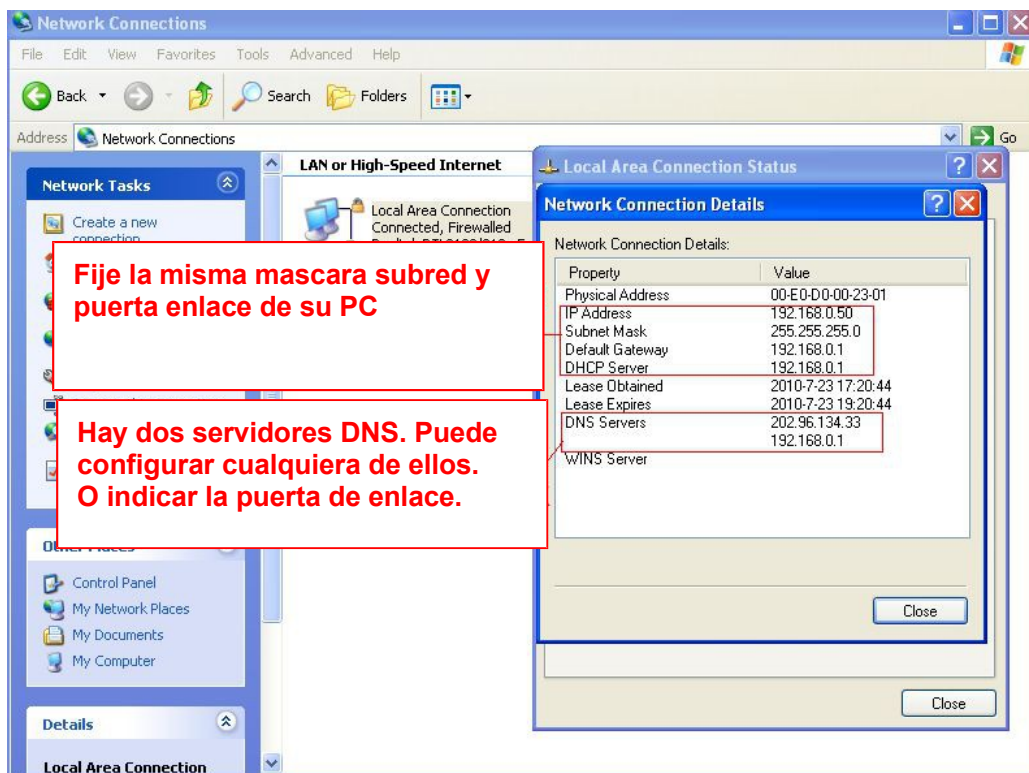 Network Connections
File Edit View Favorites Tools Advanced Help
Back Search Folders
Address Network Connections Go
Network Tasks
Create a new
connection
Other Places
Control Panel
My Network Places
My Documents
My Computer
Details
Local Area Connection
LAN or High-Speed Internet
Local Area Connection
Connected, Firewalled
Fije la misma mascara subred y
puerta enlace de su PC
Hay dos servidores DNS. Puede
configurar cualquiera de ellos.
O indicar la puerta de enlace.
Local Area Connection Status
Network Connection Details
Network Connection Details:
Property Value
Physical Address 00-E0-D0-00-23-01
IP Address 192.168.0.50
Subnet Mask 255.255.255.0
Default Gateway 192.168.0.1
DHCP Server 192.168.0.1
Lease Obtained 2010-7-23 17:20:44
Lease Expires 2010-7-23 19:20:44
DNS Servers 202.96.134.33
192.168.0.1
WINS Server
Close
Close